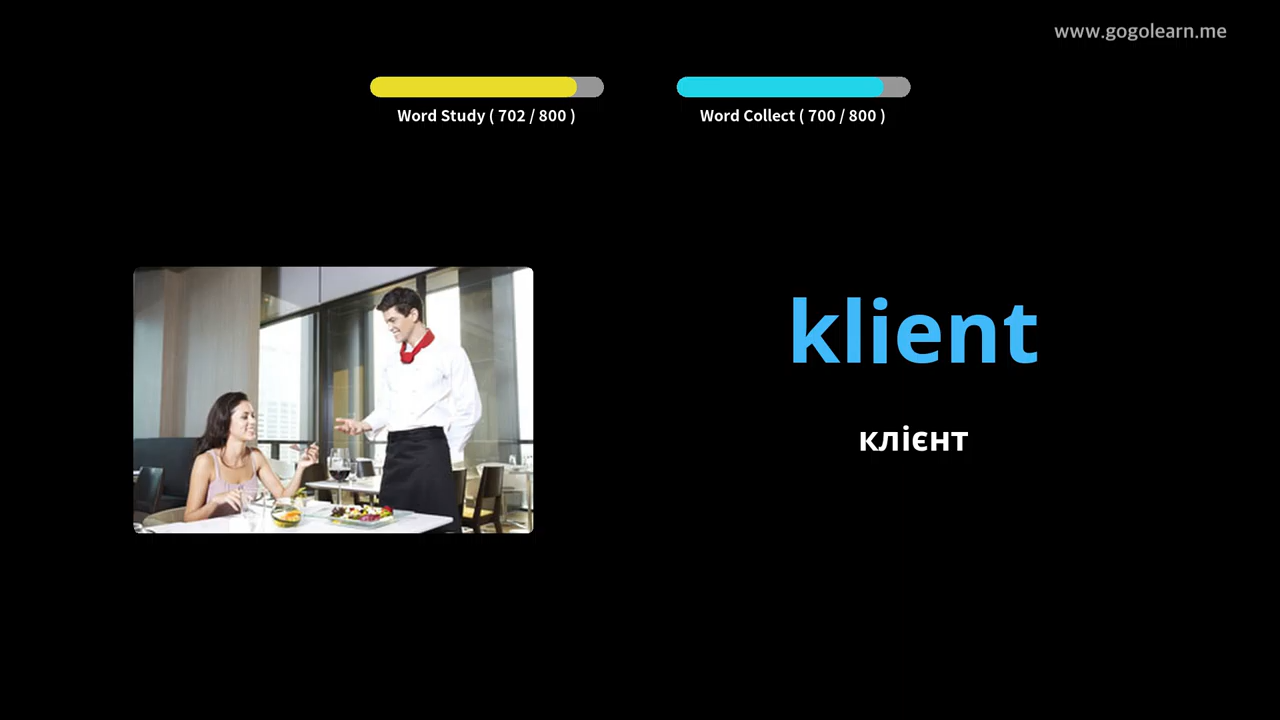 www.gogolearn.me
Word Study ( 702 / 800 )
Word Collect ( 700 / 800 )
klient
клієнт